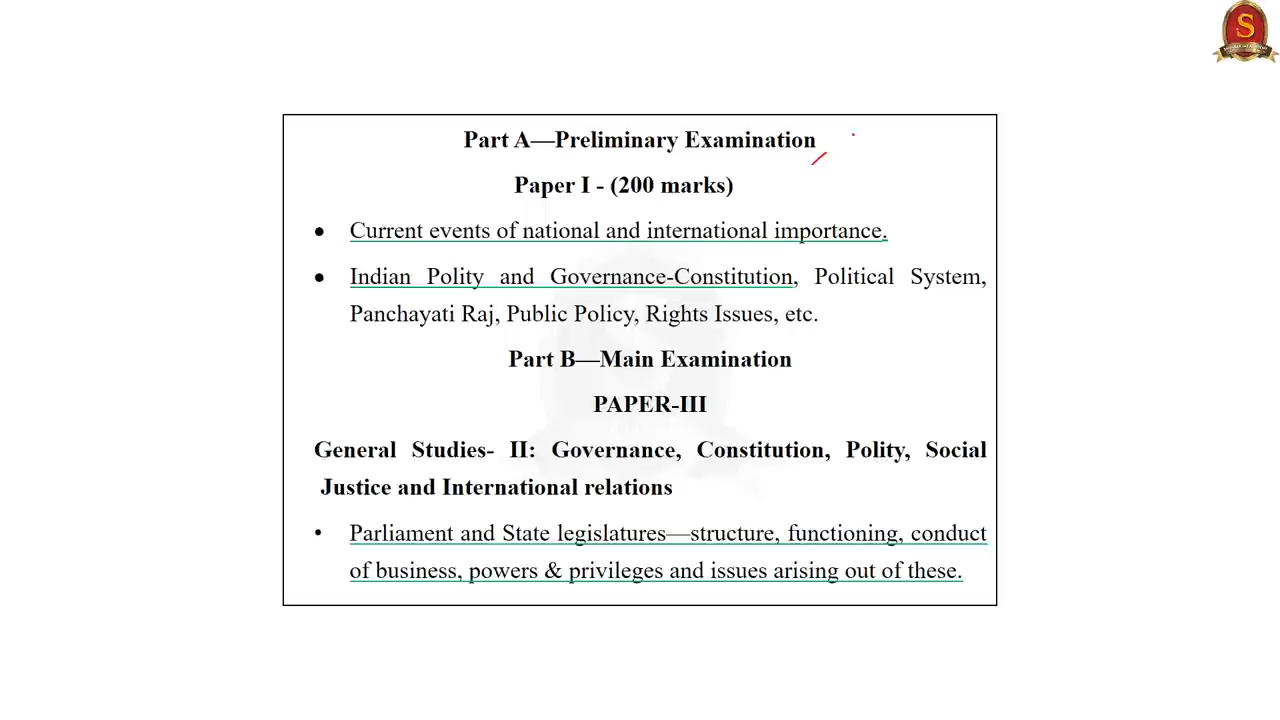 S
Part A—Preliminary Examination
Paper I - (200 marks)
● Current events of national and international importance.
● Indian Polity and Governance-Constitution, Political System,
Panchayati Raj, Public Policy, Rights Issues, etc.
Part B—Main Examination
PAPER-III
General Studies- II: Governance, Constitution, Polity, Social
Justice and International relations
• Parliament and State legislatures—structure, functioning, conduct
of business, powers & privileges and issues arising out of these.